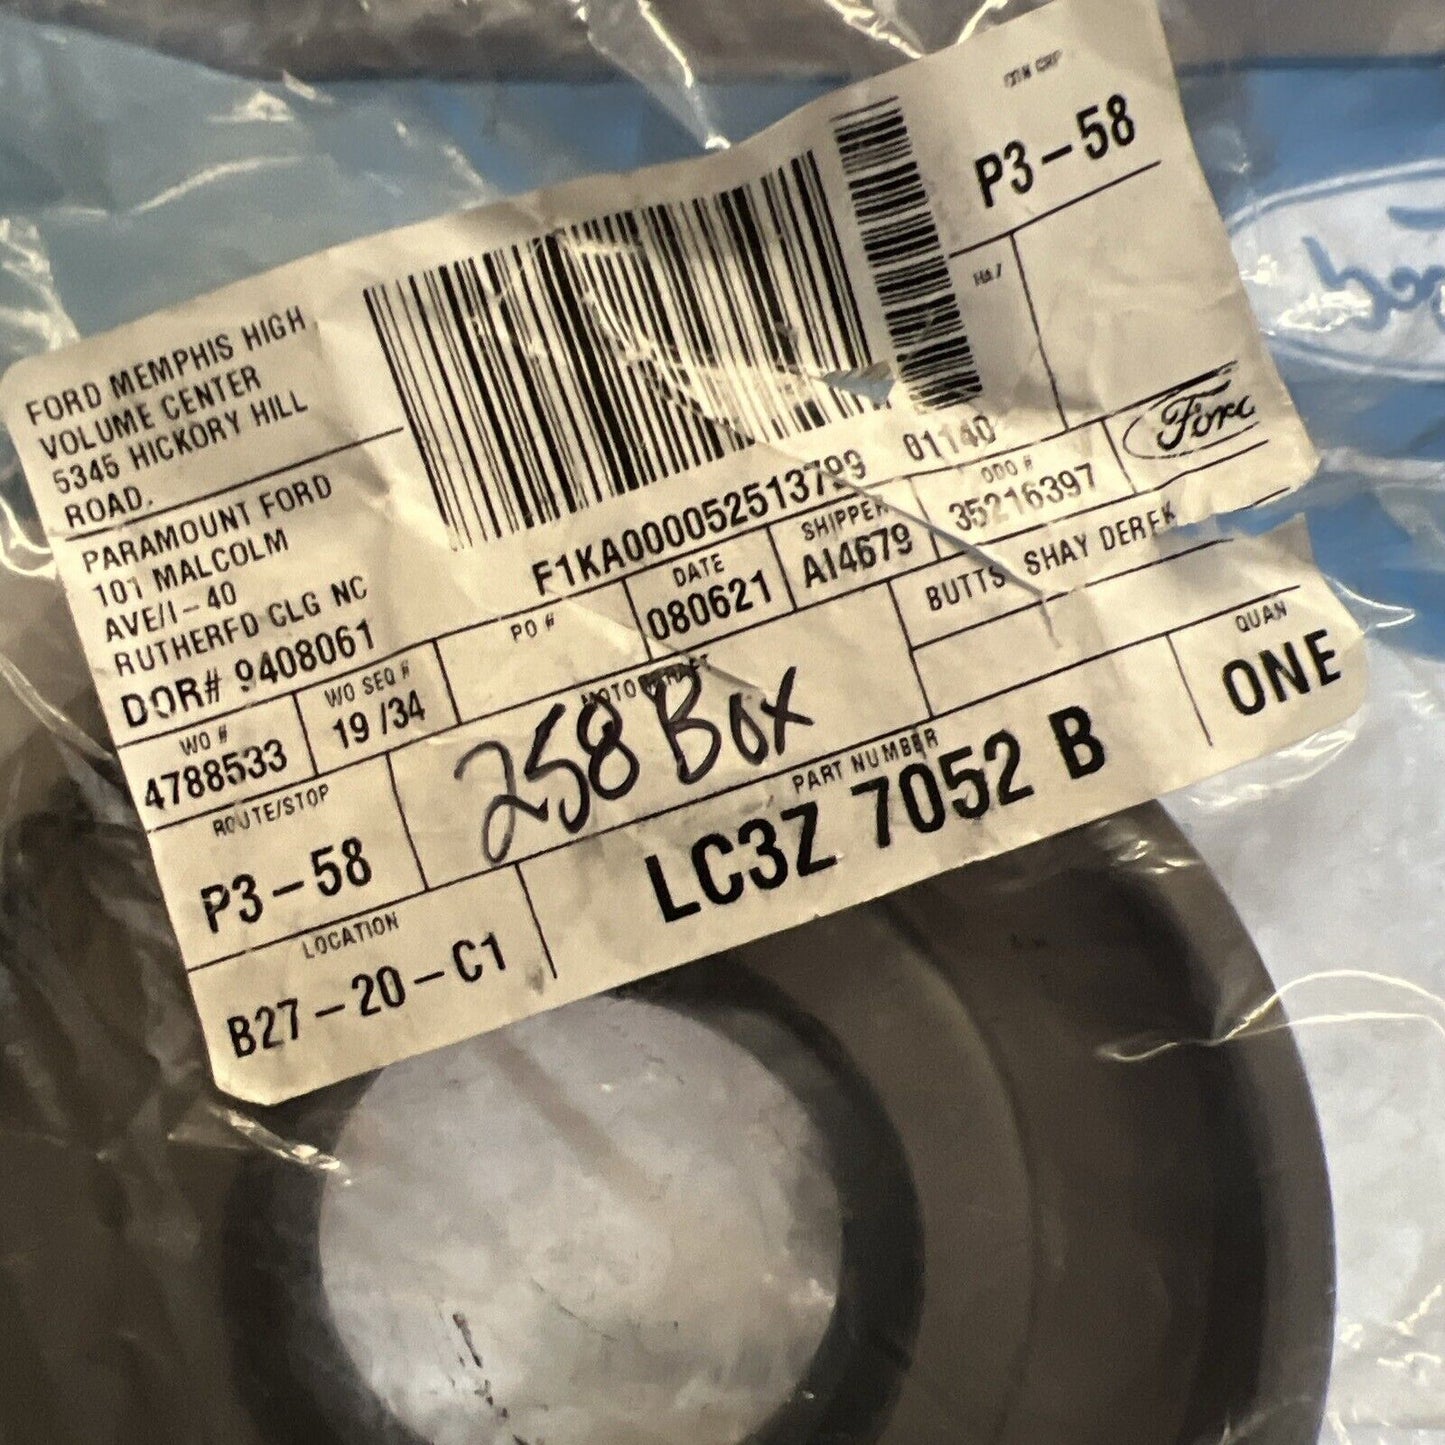 P3-58
HAZ
FORD MEMPHIS HIGH
VOLUME CENTER
5345 HICKORY HILL
ROAD.
PARAMOUNT FORD
101 MALCOLM
AVE/I-40
RUTHERFD CLG NC
DOR# 9408061
F1KA000052513799 01140
PO #
DATE
080621
SHIPPER
AI4679
ODO #
35216397
Ford
BUTTS SHAY DEREK
WO #
4788533
WO SEQ #
19 /34
258 Box
QUAN
ONE
ROUTE/STOP
P3-58
PART NUMBER
LC3Z 7052 B
LOCATION
B27-20-C1